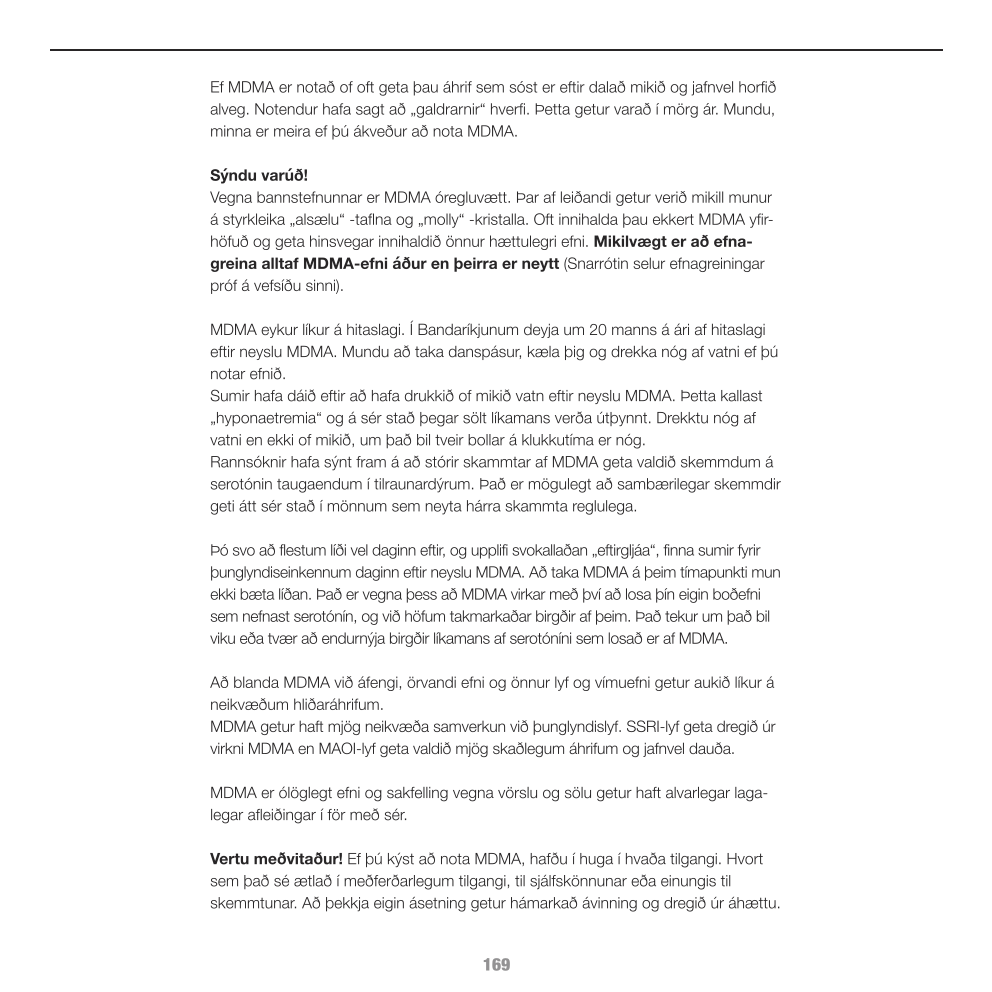 Ef MDMA er notað of oft geta þau áhrif sem sóst er eftir dalað mikið og jafnvel horfið
alveg. Notendur hafa sagt að „galdrarnir“ hverfi. Þetta getur varað í mörg ár. Mundu,
minna er meira ef þú ákveður að nota MDMA.
Sýndu varúð!
Vegna bannstefnunnar er MDMA óregluvætt. Þar af leiðandi getur verið mikill munur
á styrkleika „alsælu“ -taflna og „molly“ -kristalla. Oft innihalda þau ekkert MDMA yfir-
höfuð og geta hinsvegar innihaldið önnur hættulegri efni. Mikilvægt er að efna-
greina alltaf MDMA-efni áður en þeirra er neytt (Snarrótin selur efnagreiningar
próf á vefsíðu sinni).
MDMA eykur líkur á hitaslagi. Í Bandaríkjunum deyja um 20 manns á ári af hitaslagi
eftir neyslu MDMA. Mundu að taka danspásur, kæla þig og drekka nóg af vatni ef þú
notar efnið.
Sumir hafa dáið eftir að hafa drukkið of mikið vatn eftir neyslu MDMA. Þetta kallast
„hyponaetremia“ og á sér stað þegar sölt líkamans verða útþynnt. Drekktu nóg af
vatni en ekki of mikið, um það bil tveir bollar á klukkutíma er nóg.
Rannsóknir hafa sýnt fram á að stórir skammtar af MDMA geta valdið skemmdum á
serotónin taugaendum í tilraunardýrum. Það er mögulegt að sambærilegar skemmdir
geti átt sér stað í mönnum sem neyta hárra skammta reglulega.
Þó svo að flestum líði vel daginn eftir, og upplifi svokallaðan „eftirgljáa“, finna sumir fyrir
þunglyndiseinkennum daginn eftir neyslu MDMA. Að taka MDMA á þeim tímapunkti mun
ekki bæta líðan. Það er vegna þess að MDMA virkar með því að losa þín eigin boðefni
sem nefnast serotónín, og við höfum takmarkaðar birgðir af þeim. Það tekur um það bil
viku eða tvær að endurnýja birgðir líkamans af serotóníni sem losað er af MDMA.
Að blanda MDMA við áfengi, örvandi efni og önnur lyf og vímuefni getur aukið líkur á
neikvæðum hliðaráhrifum.
MDMA getur haft mjög neikvæða samverkun við þunglyndislyf. SSRI-lyf geta dregið úr
virkni MDMA en MAOI-lyf geta valdið mjög skaðlegum áhrifum og jafnvel dauða.
MDMA er ólöglegt efni og sakfelling vegna vörslu og sölu getur haft alvarlegar laga-
legar afleiðingar í för með sér.
Vertu meðvitaður! Ef þú kýst að nota MDMA, hafðu í huga í hvaða tilgangi. Hvort
sem það sé ætlað í meðferðarlegum tilgangi, til sjálfskönnunar eða einungis til
skemmtunar. Að þekkja eigin ásetning getur hámarkað ávinning og dregið úr áhættu.
169